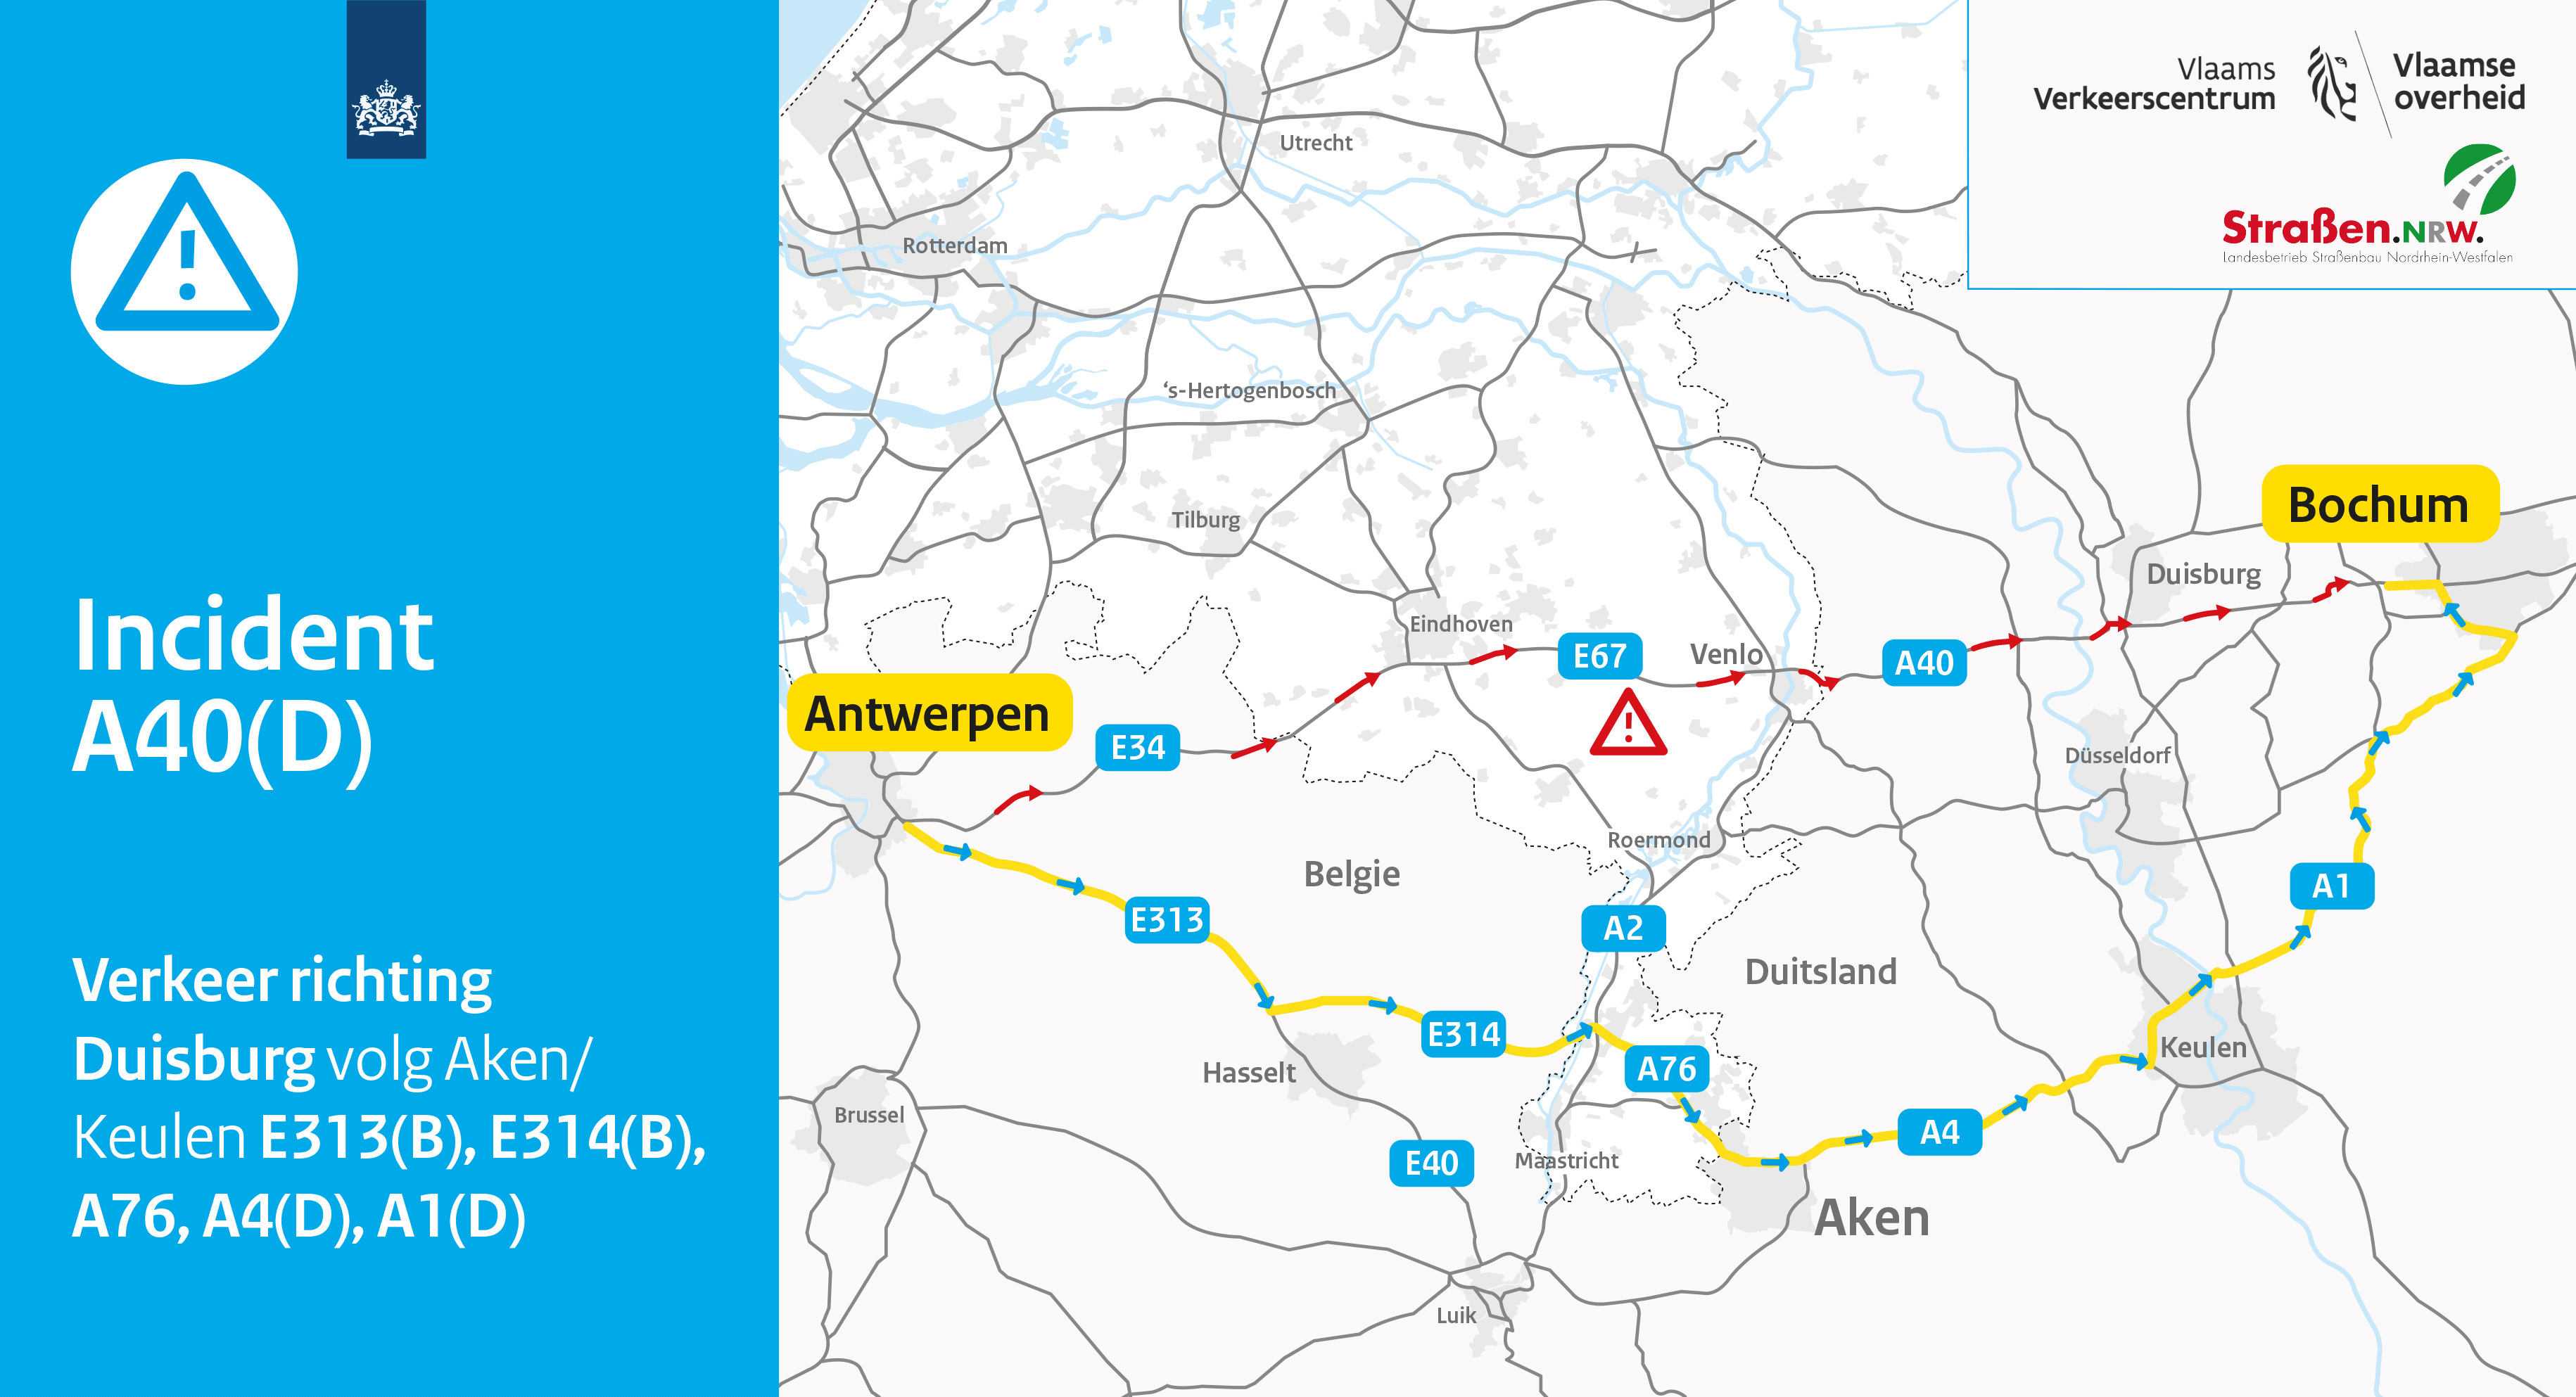 Incident
A40(D)
Verkeer richting
Duisburg volg Aken/
Keulen E313(B), E314(B),
A76, A4(D), A1(D)
Vlaams
Verkeerscentrum
Vlaamse
overheid
Straßen.NRW.
Landesbetrieb Straßenbau Nordrhein-Westfalen
Utrecht
Rotterdam
‘s-Hertogenbosch
Tilburg
Bochum
Duisburg
Eindhoven
E67
Venlo
A40
Antwerpen
E34
Düsseldorf
Roermond
Belgie
A1
E313
A2
Duitsland
E314
Keulen
A76
Hasselt
Brussel
A4
E40
Maastricht
Aken
Luik